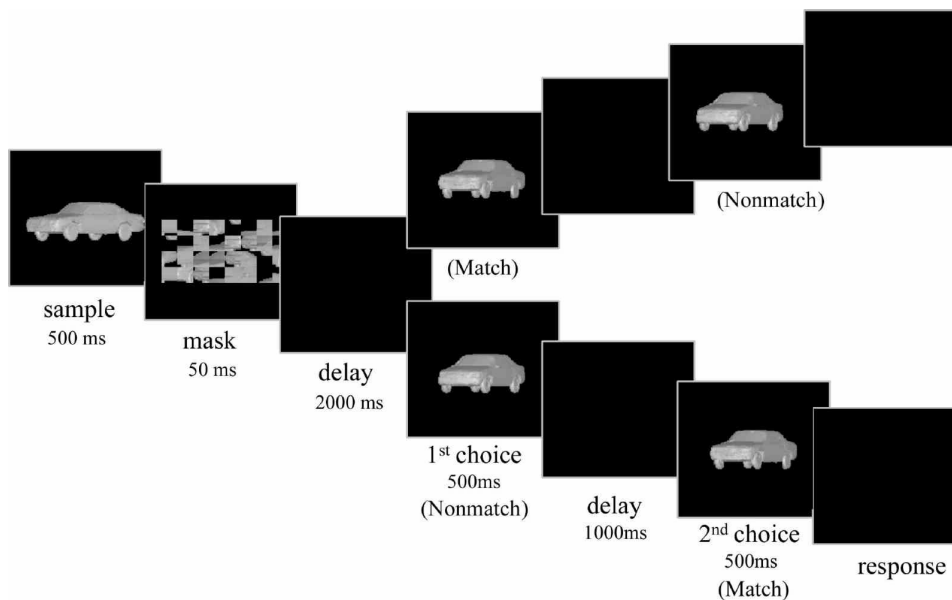 sample
500 ms
mask
50 ms
delay
2000 ms
(Match)
(Nonmatch)
1st choice
500ms
(Nonmatch)
delay
1000ms
2nd choice
500ms
(Match)
response